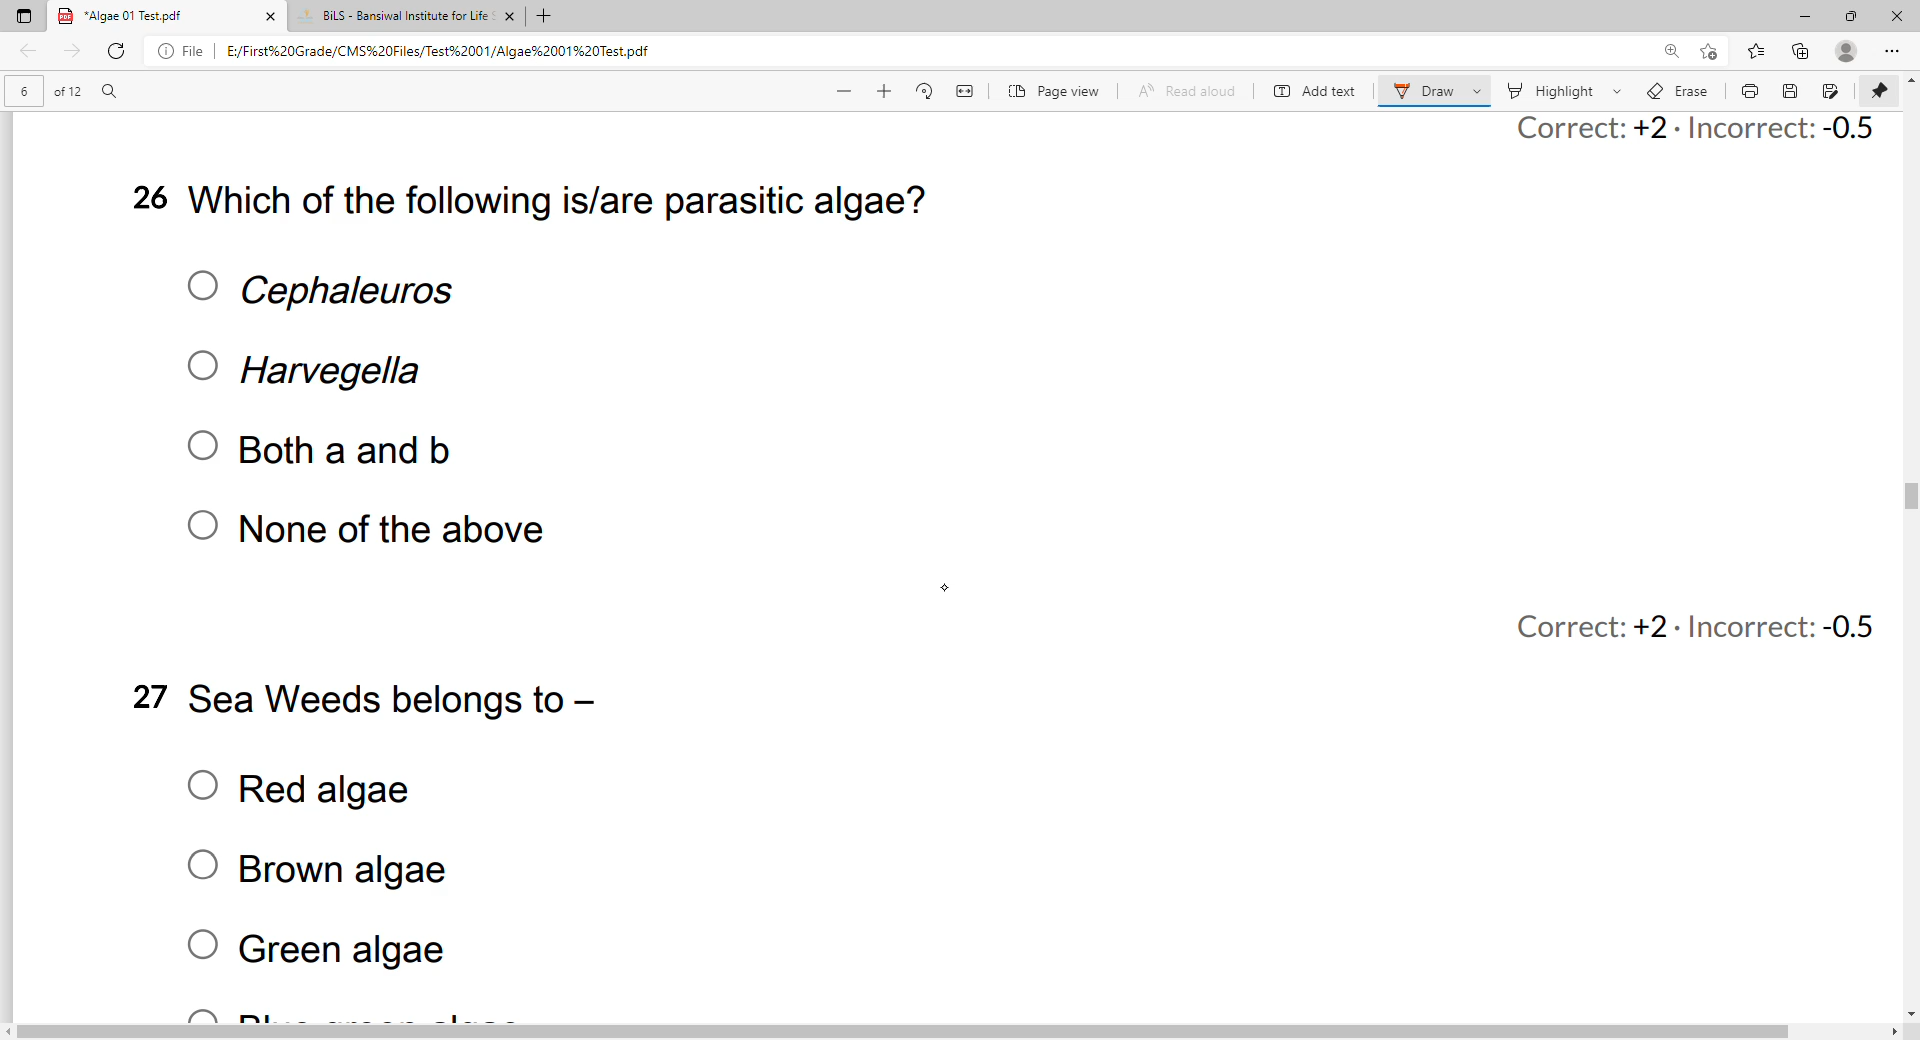 *Algae 01 Test.pdf
BiLS - Bansiwal Institute for Life
File
E:/First%20Grade/CMS%20Files/Test%2001/Algae%2001%20Test.pdf
6 of 12
Page view
Read aloud
Add text
Draw
Highlight
Erase
Correct: +2 · Incorrect: -0.5
26 Which of the following is/are parasitic algae?
Cephaleuros
Harvegella
Both a and b
None of the above
Correct: +2 · Incorrect: -0.5
27 Sea Weeds belongs to –
Red algae
Brown algae
Green algae